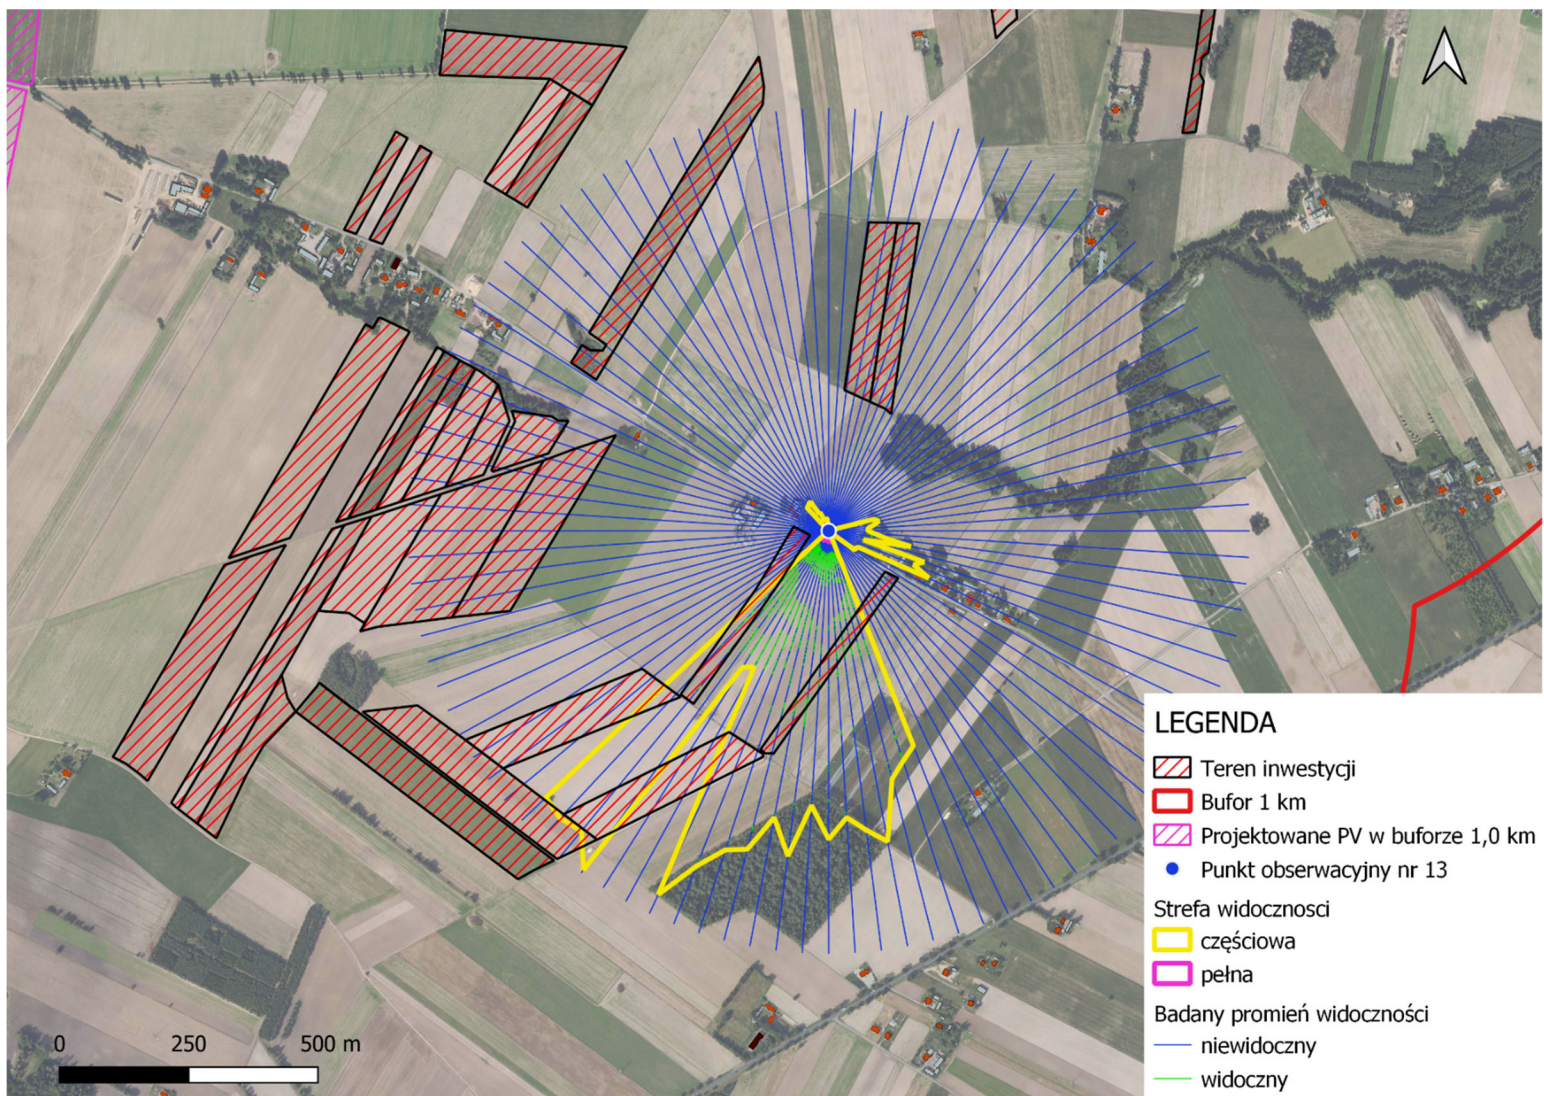 LEGENDA
Teren inwestycji
Bufor 1 km
Projektowane PV w buforze 1,0 km
Punkt obserwacyjny nr 13
Strefa widocznosci
częściowa
pełna
Badany promień widoczności
niewidoczny
widoczny
0 250 500 m